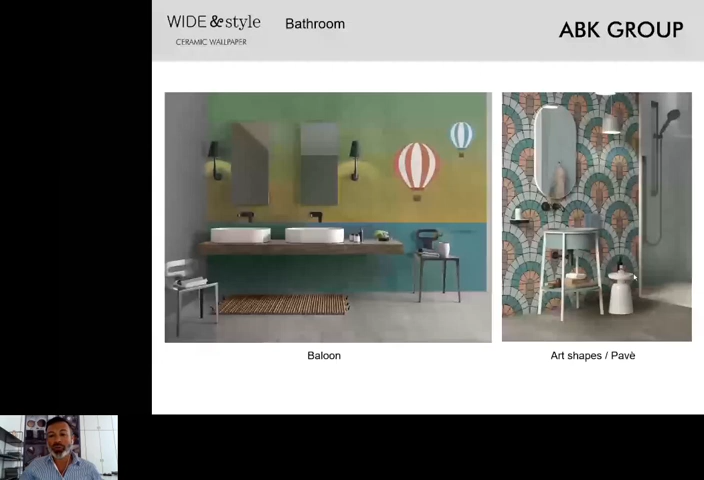 WIDE &style
CERAMIC WALLPAPER
Bathroom
ABK GROUP
Baloon
Art shapes / Pavè